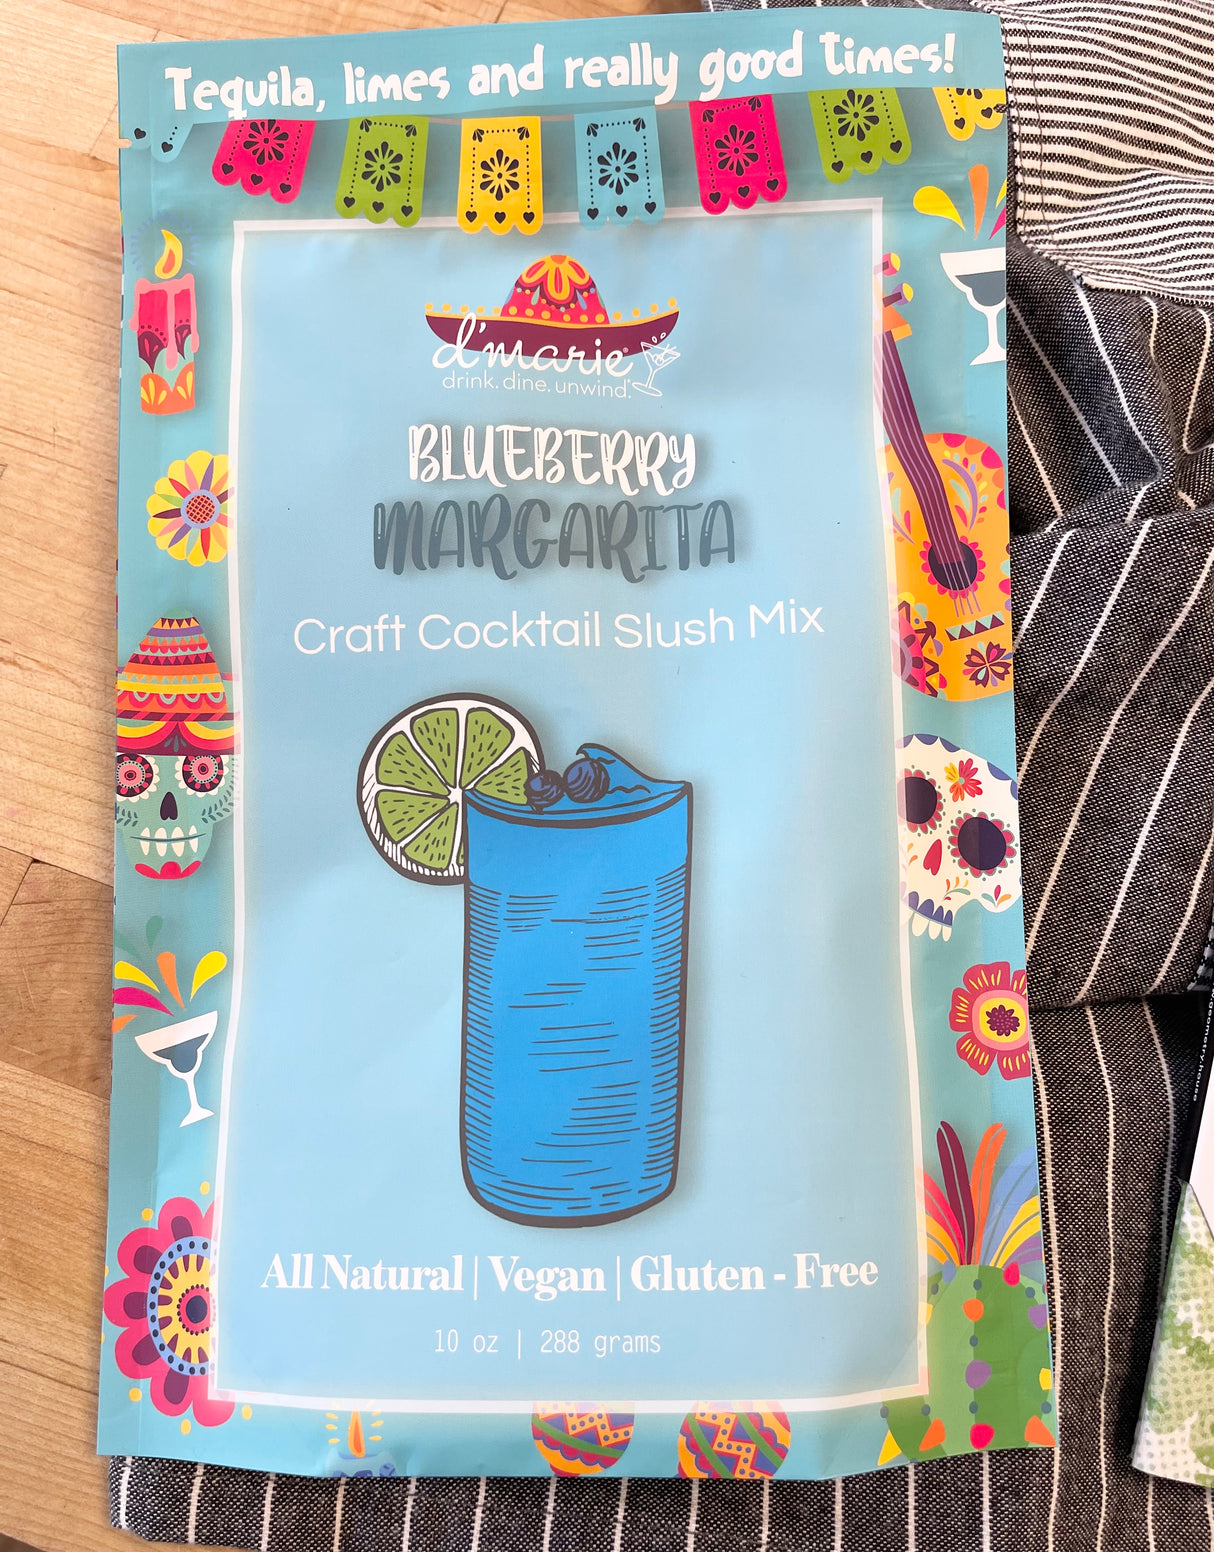 Tequila, limes and really good times!
d'marie®
drink. dine. unwind.
BLUEBERRY
MARGARITA
Craft Cocktail Slush Mix
All Natural | Vegan | Gluten - Free
10 oz | 288 grams